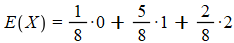 E(X) = 1/8 · 0 + 5/8 · 1 + 2/8 · 2